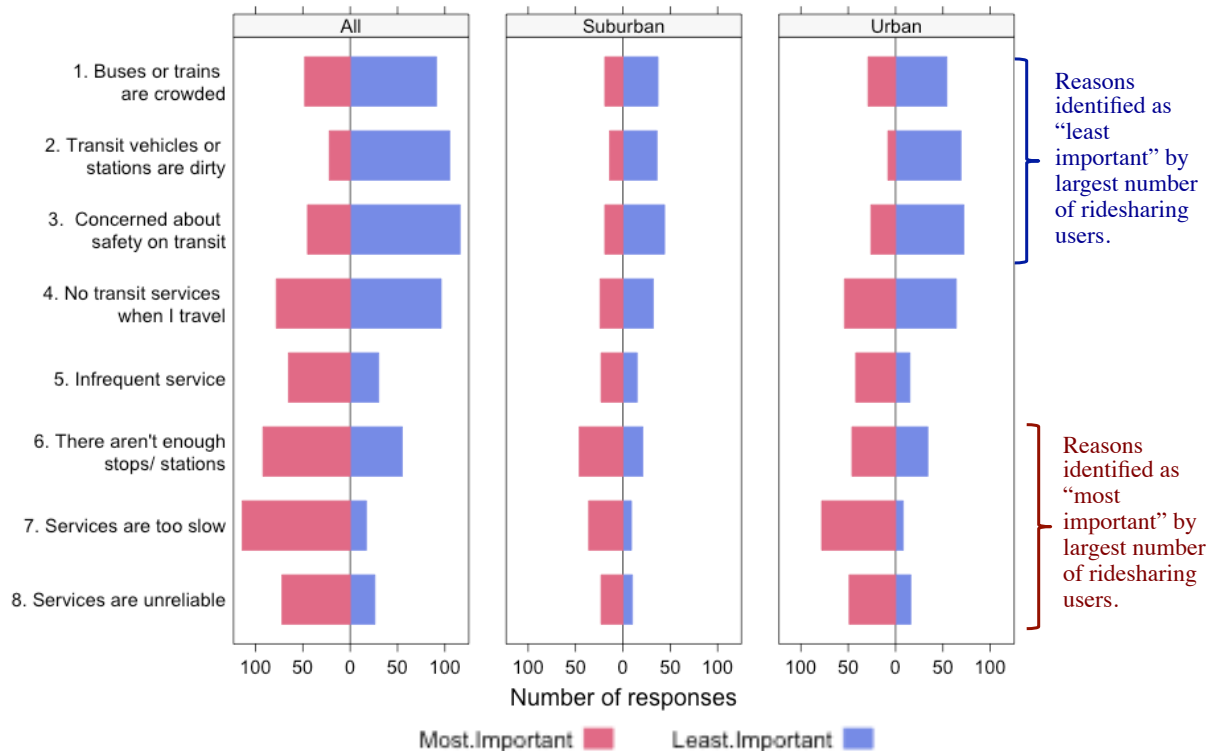 All
Suburban
Urban
1. Buses or trains
are crowded
2. Transit vehicles or
stations are dirty
3. Concerned about
safety on transit
4. No transit services
when I travel
5. Infrequent service
6. There aren't enough
stops/ stations
7. Services are too slow
8. Services are unreliable
Reasons
identified as
“least
important” by
largest number
of ridesharing
users.
Reasons
identified as
“most
important” by
largest number
of ridesharing
users.
100 50 0 50 100
100 50 0 50 100
100 50 0 50 100
Number of responses
Most.Important
Least.Important